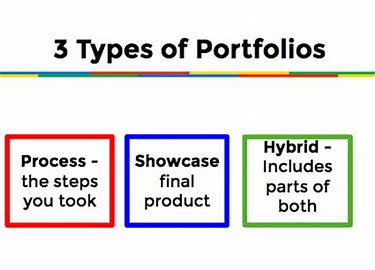 3 Types of Portfolios
Process -
the steps
you took
Showcase
final
product
Hybrid -
Includes
parts of
both